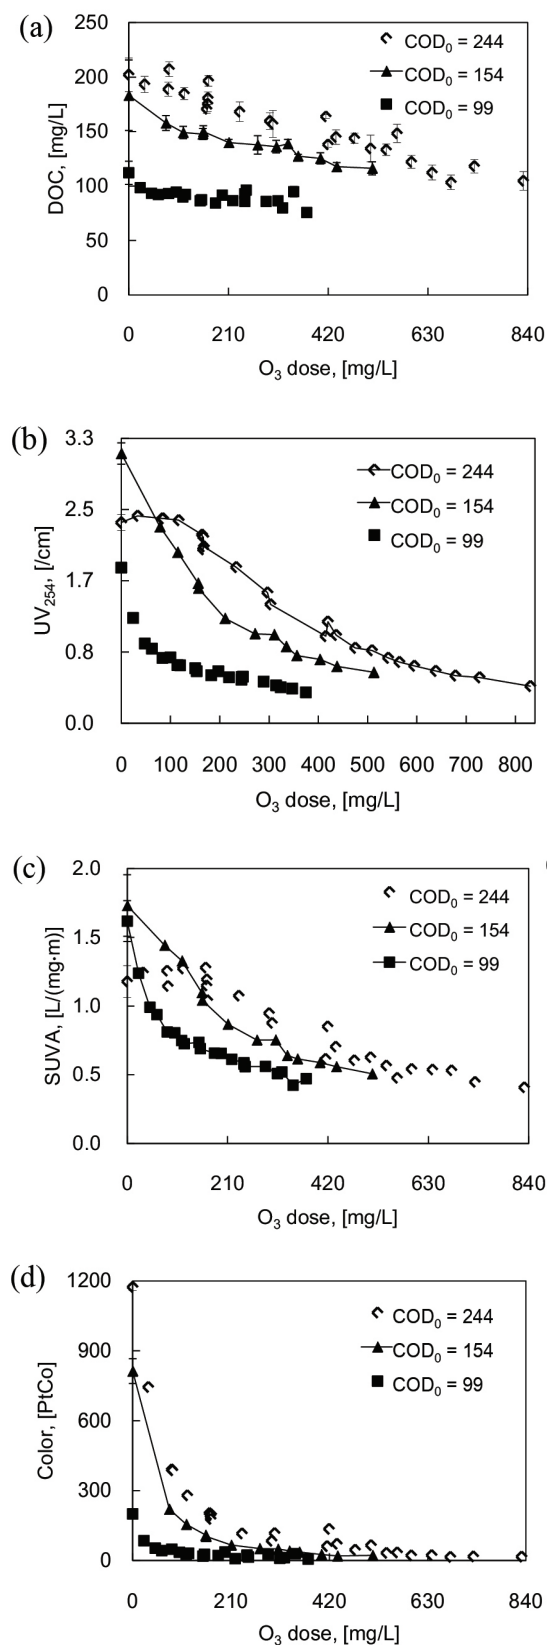 (a)
250
200
150
100
50
0
DOC, [mg/L]
COD₀ = 244
COD₀ = 154
COD₀ = 99
0 210 420 630 840
O₃ dose, [mg/L]
(b)
3.3
2.5
1.7
0.8
0.0
UV₂₅₄, [/cm]
COD₀ = 244
COD₀ = 154
COD₀ = 99
0 100 200 300 400 500 600 700 800
O₃ dose, [mg/L]
(c)
2.0
1.5
1.0
0.5
0.0
SUVA, [L/(mg·m)]
COD₀ = 244
COD₀ = 154
COD₀ = 99
0 210 420 630 840
O₃ dose, [mg/L]
(d)
1200
900
600
300
0
Color, [PtCo]
COD₀ = 244
COD₀ = 154
COD₀ = 99
0 210 420 630 840
O₃ dose, [mg/L]